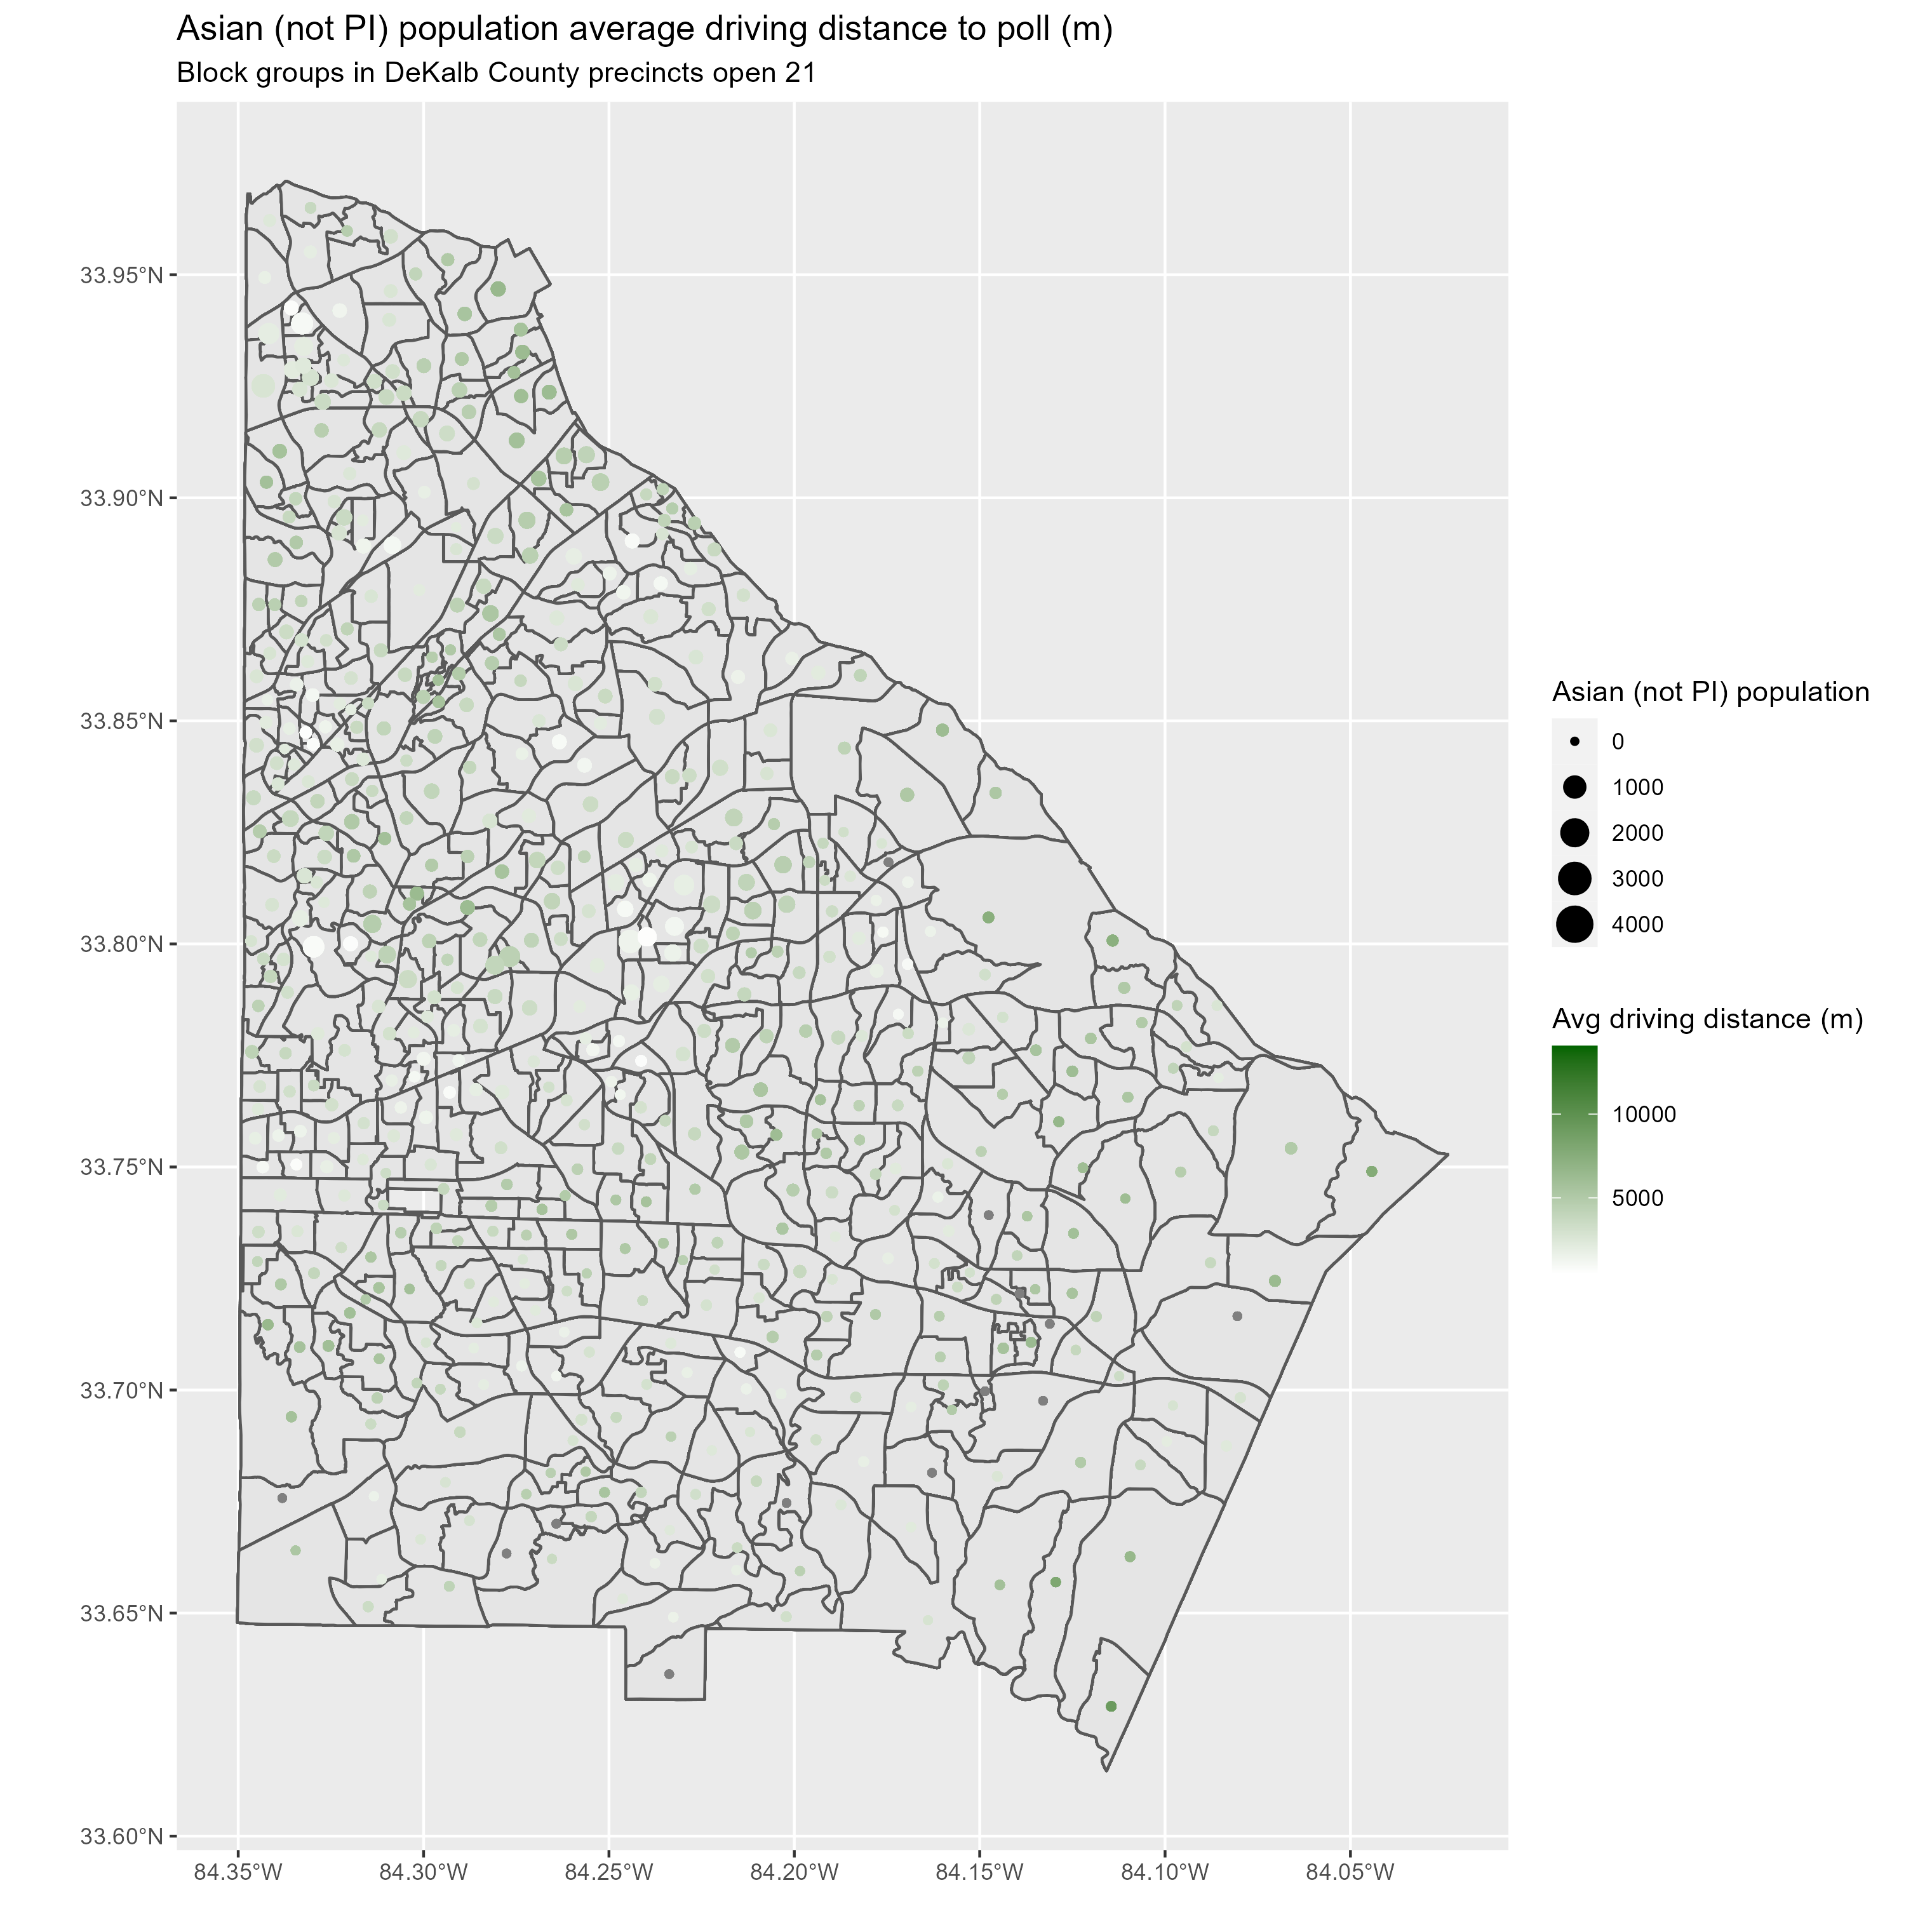 Asian (not PI) population average driving distance to poll (m)
Block groups in DeKalb County precincts open 21
33.95°N
33.90°N
33.85°N
33.80°N
33.75°N
33.70°N
33.65°N
33.60°N
84.35°W
84.30°W
84.25°W
84.20°W
84.15°W
84.10°W
84.05°W
Asian (not PI) population
0
1000
2000
3000
4000
Avg driving distance (m)
10000
5000